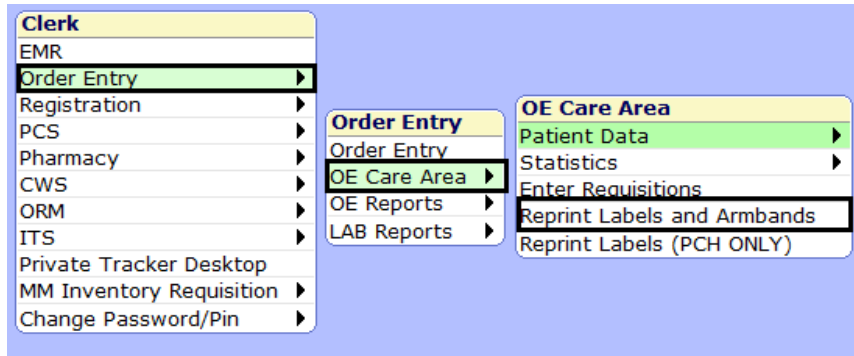 Clerk
EMR
Order Entry
Registration
PCS
Pharmacy
CWS
ORM
ITS
Private Tracker Desktop
MM Inventory Requisition
Change Password/Pin
Order Entry
Order Entry
OE Care Area
OE Reports
LAB Reports
OE Care Area
Patient Data
Statistics
Enter Requisitions
Reprint Labels and Armbands
Reprint Labels (PCH ONLY)